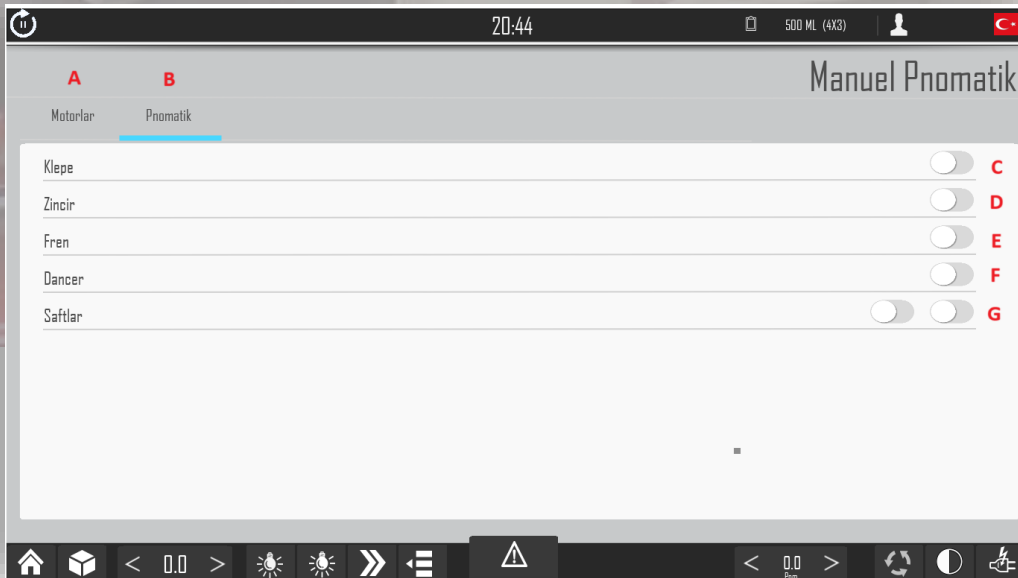 20:44
500 ML (4X3)
A B
Manuel Pnomatik
Motorlar Pnomatik
Klepe C
Zincir D
Fren E
Dancer F
Saftlar G
< 0.0 >
< 0.0 >